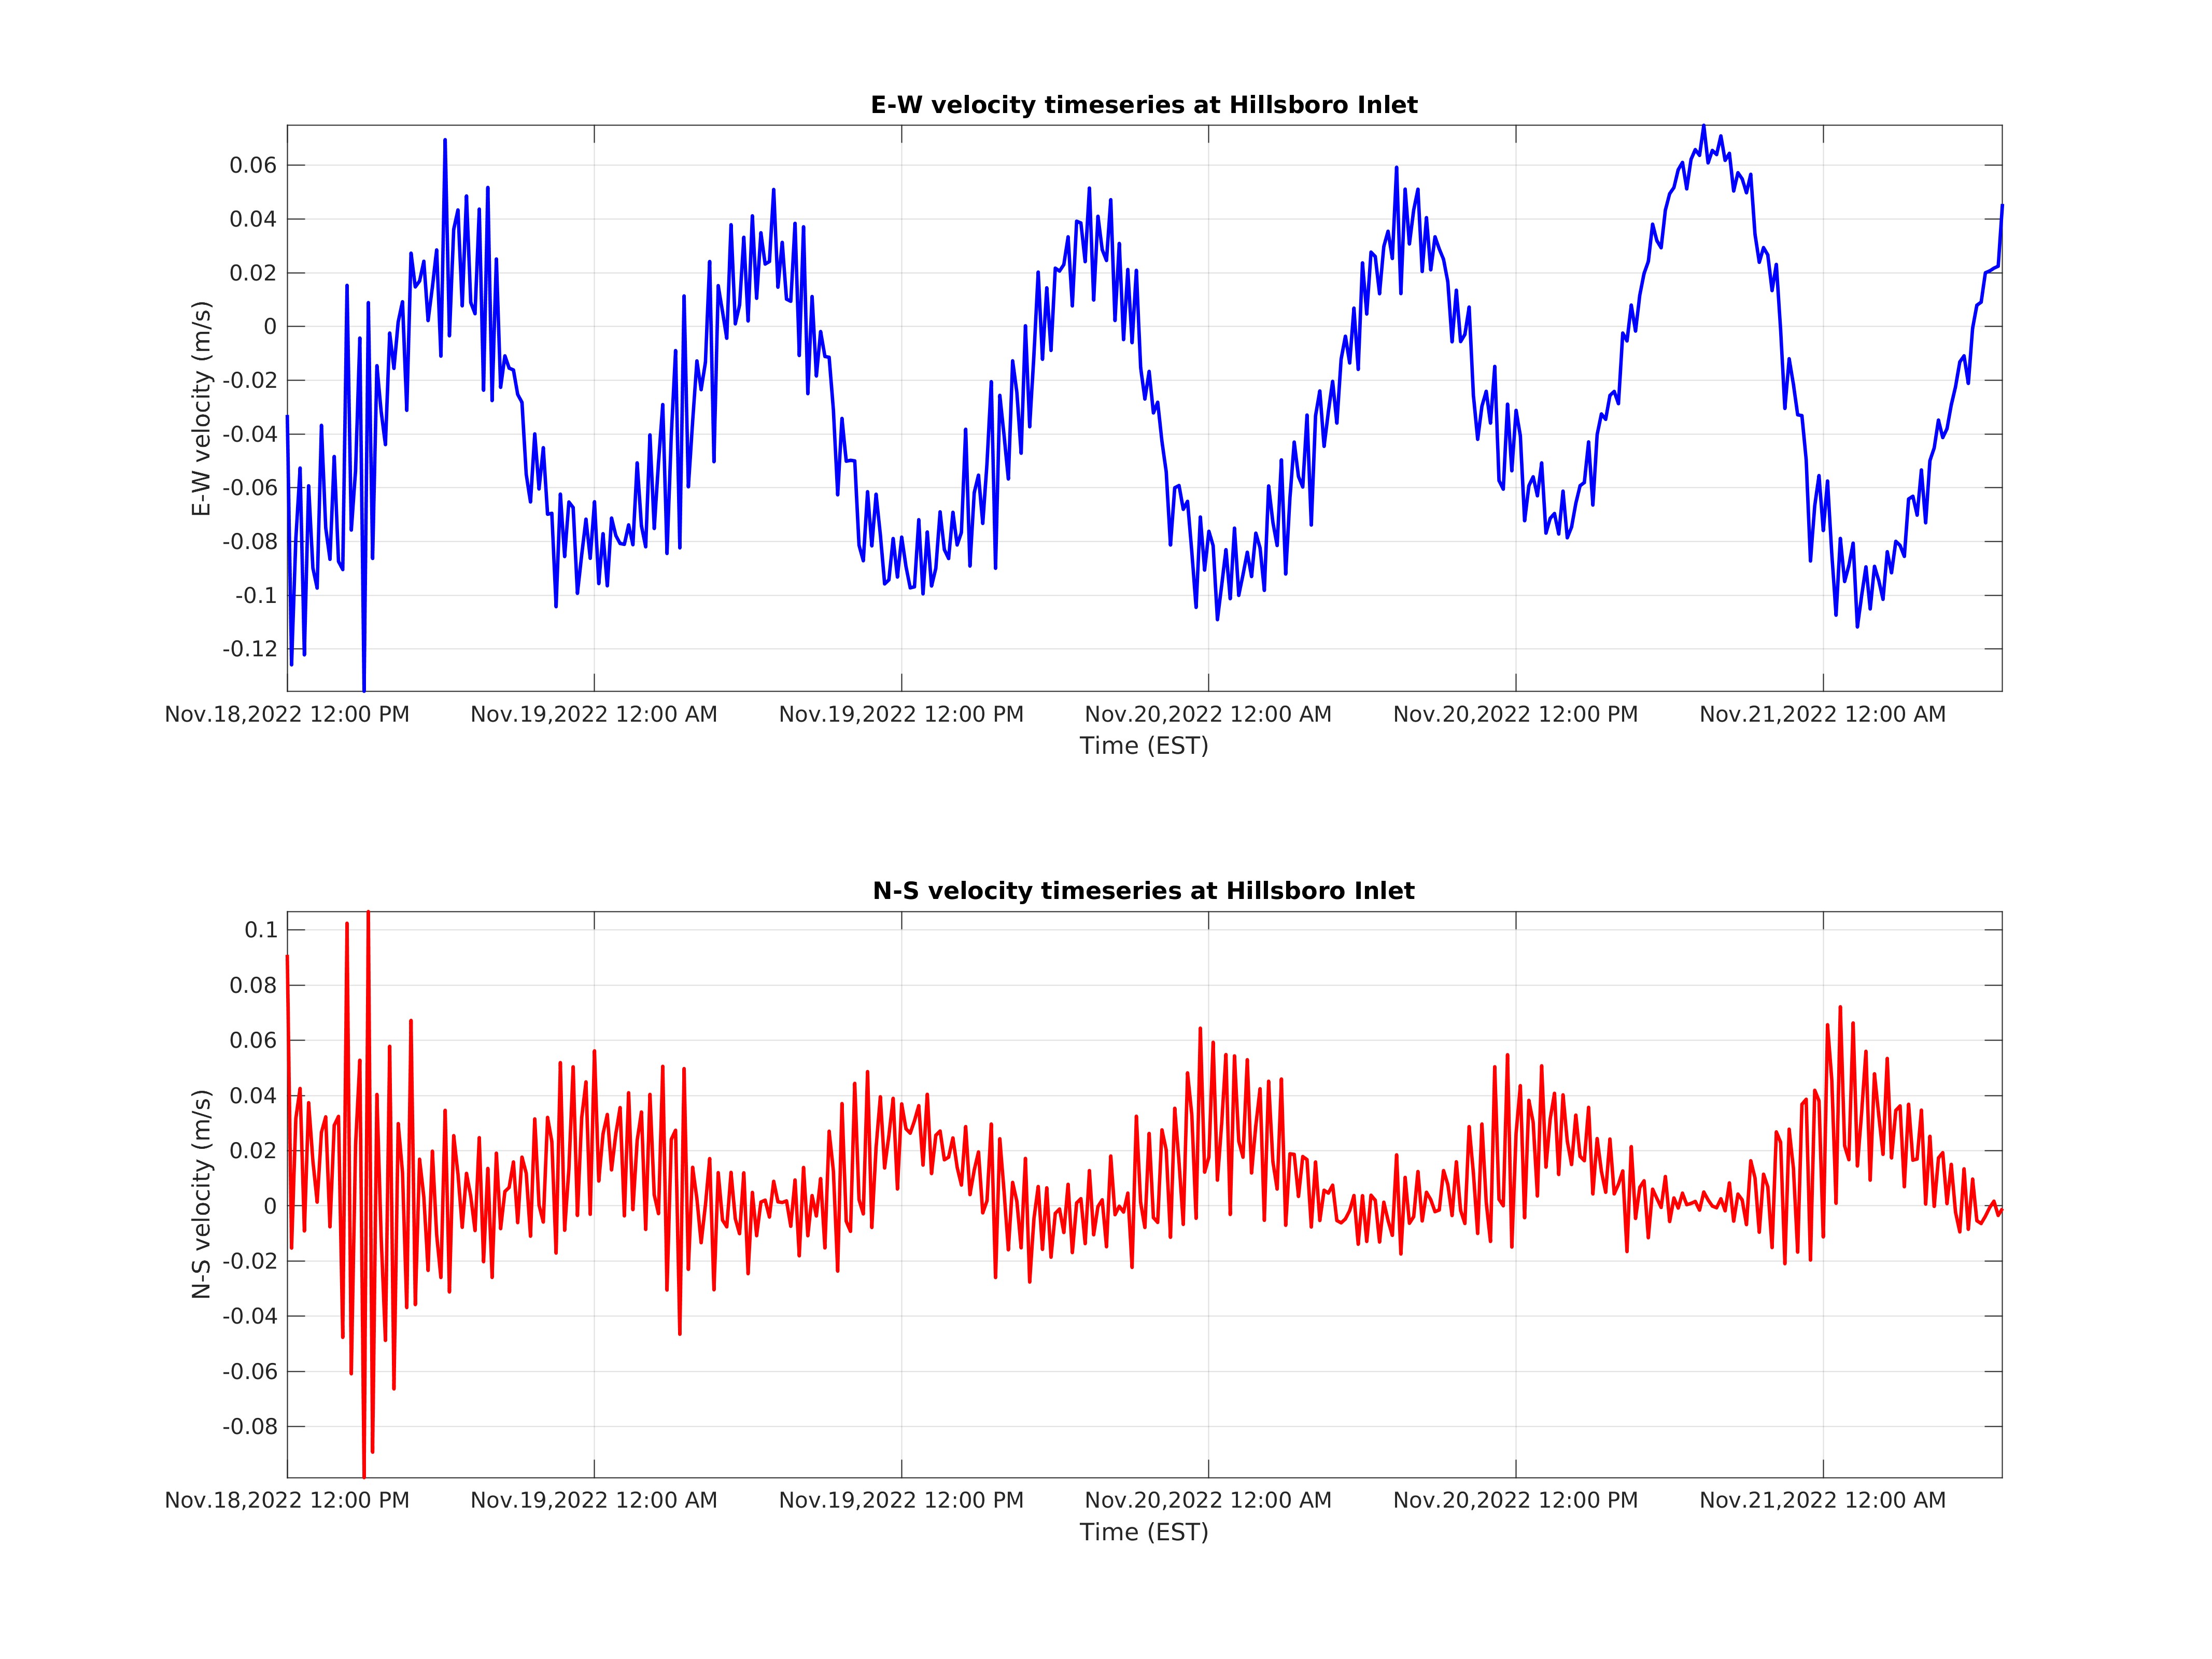 E-W velocity timeseries at Hillsboro Inlet
E-W velocity (m/s)
0.06
0.04
0.02
0
-0.02
-0.04
-0.06
-0.08
-0.1
-0.12
Nov.18,2022 12:00 PM Nov.19,2022 12:00 AM Nov.19,2022 12:00 PM Nov.20,2022 12:00 AM Nov.20,2022 12:00 PM Nov.21,2022 12:00 AM
Time (EST)
N-S velocity timeseries at Hillsboro Inlet
N-S velocity (m/s)
0.1
0.08
0.06
0.04
0.02
0
-0.02
-0.04
-0.06
-0.08
Nov.18,2022 12:00 PM Nov.19,2022 12:00 AM Nov.19,2022 12:00 PM Nov.20,2022 12:00 AM Nov.20,2022 12:00 PM Nov.21,2022 12:00 AM
Time (EST)